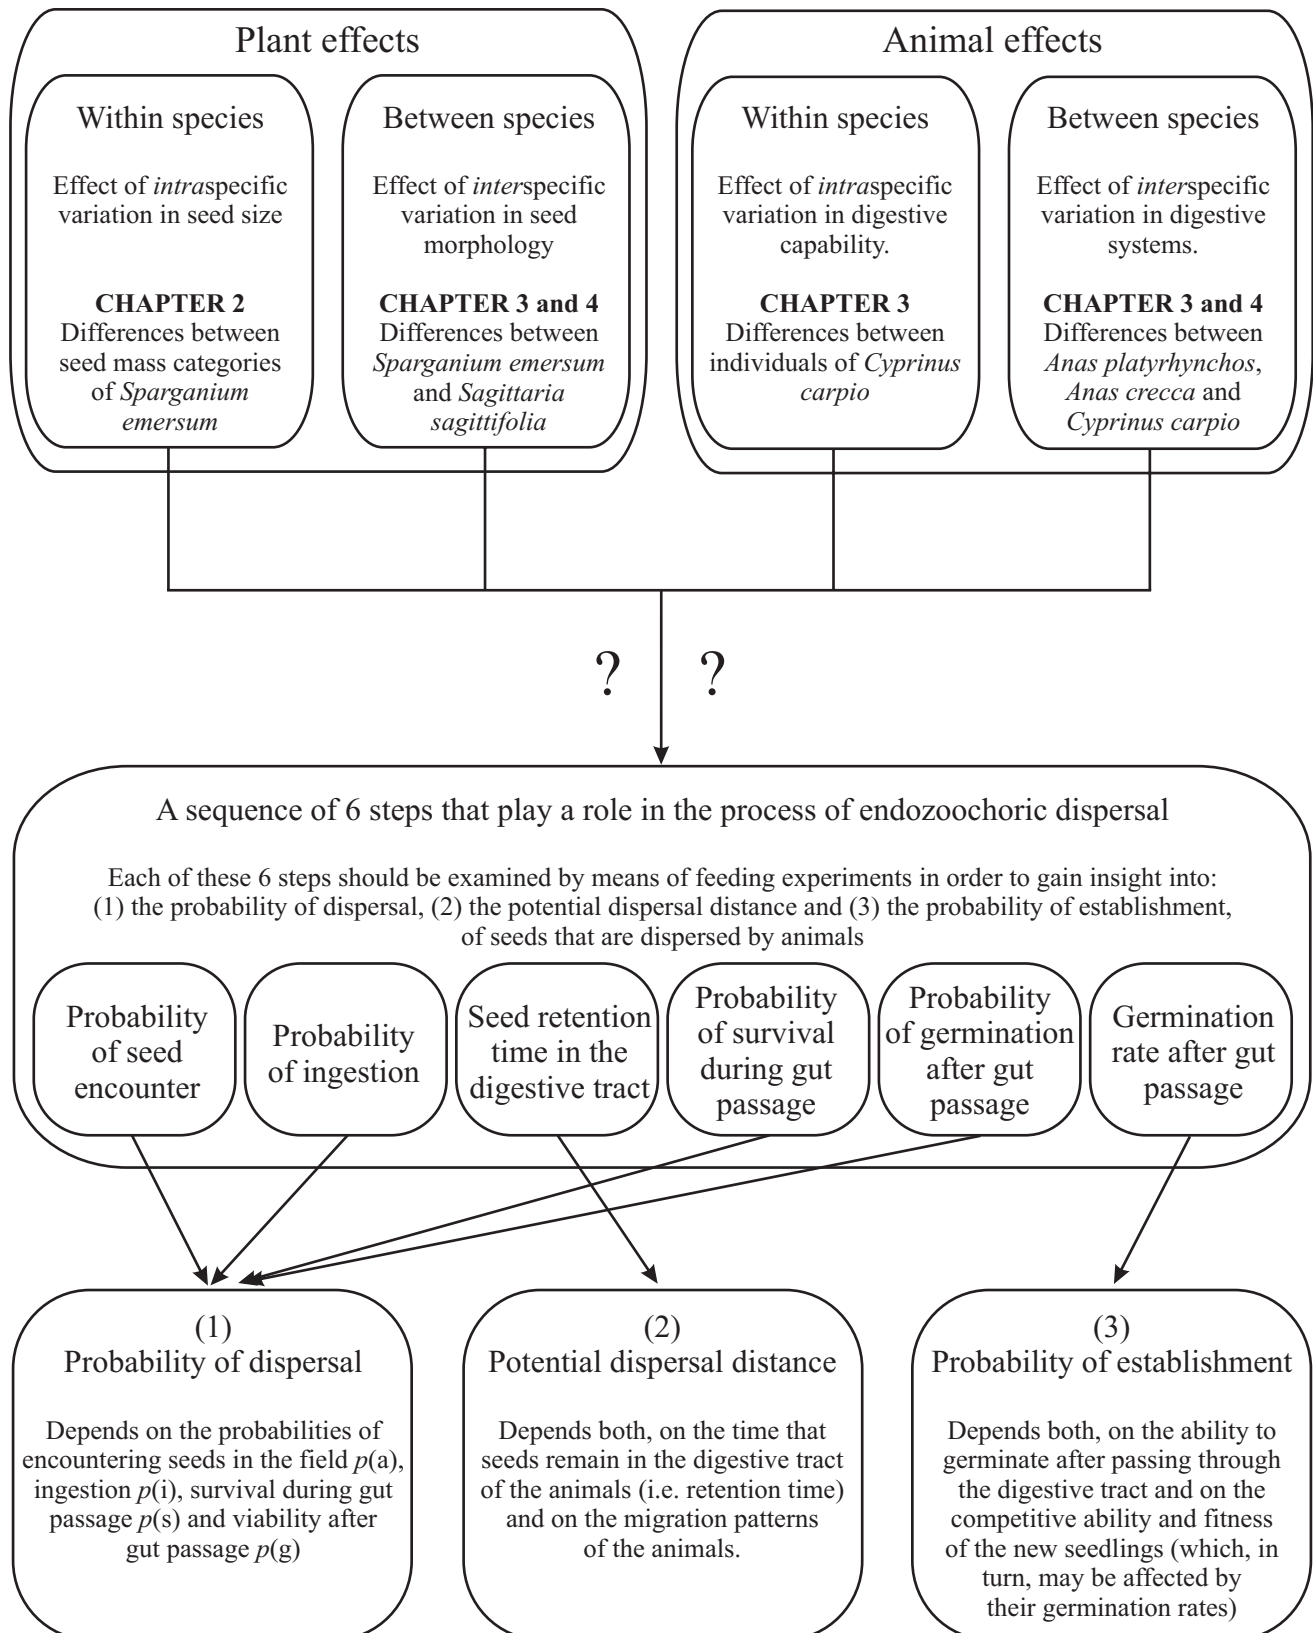 Plant effects
Within species
Effect of intraspecific
variation in seed size
CHAPTER 2
Differences between
seed mass categories
of Sparganium
emersum
Between species
Effect of interspecific
variation in seed
morphology
CHAPTER 3 and 4
Differences between
Sparganium emersum
and Sagittaria
sagittifolia
Animal effects
Within species
Effect of intraspecific
variation in digestive
capability.
CHAPTER 3
Differences between
individuals of Cyprinus
carpio
Between species
Effect of interspecific
variation in digestive
systems.
CHAPTER 3 and 4
Differences between
Anas platyrhynchos,
Anas crecca and
Cyprinus carpio
? ?
A sequence of 6 steps that play a role in the process of endozoochoric dispersal
Each of these 6 steps should be examined by means of feeding experiments in order to gain insight into:
(1) the probability of dispersal, (2) the potential dispersal distance and (3) the probability of establishment,
of seeds that are dispersed by animals
Probability
of seed
encounter
Probability
of ingestion
Seed retention
time in the
digestive tract
Probability
of survival
during gut
passage
Probability
of germination
after gut
passage
Germination
rate after gut
passage
(1)
Probability of dispersal
Depends on the probabilities of
encountering seeds in the field p(a),
ingestion p(i), survival during gut
passage p(s) and viability after
gut passage p(g)
(2)
Potential dispersal distance
Depends both, on the time that
seeds remain in the digestive tract
of the animals (i.e. retention time)
and on the migration patterns
of the animals.
(3)
Probability of establishment
Depends both, on the ability to
germinate after passing through
the digestive tract and on the
competitive ability and fitness
of the new seedlings (which, in
turn, may be affected by
their germination rates)